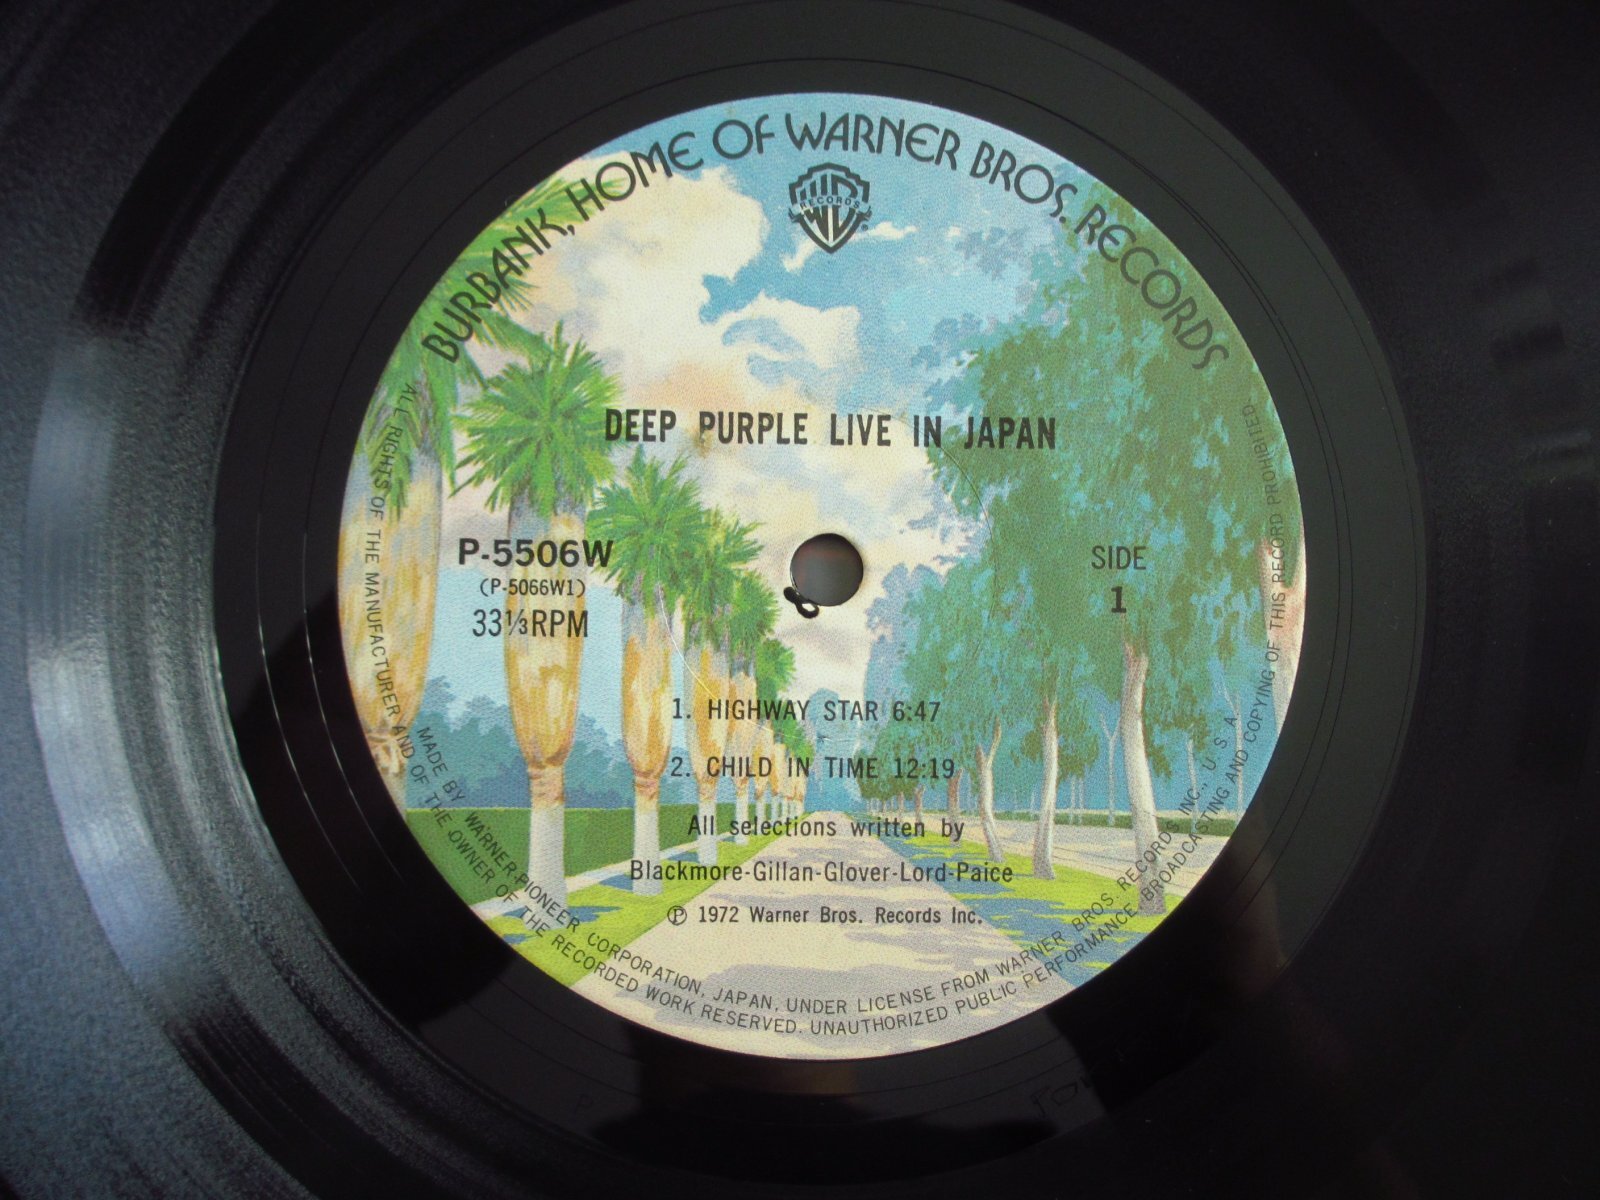 BURBANK, HOME OF WARNER BROS. RECORDS
RECORDS
DEEP PURPLE LIVE IN JAPAN
P-5506W
(P-5066W1)
33⅓RPM
SIDE
1
1. HIGHWAY STAR 6:47
2. CHILD IN TIME 12:19
All selections written by
Blackmore-Gillan-Glover-Lord-Paice
Ⓟ 1972 Warner Bros. Records Inc.
MADE BY WARNER-PIONEER CORPORATION, JAPAN, UNDER LICENSE FROM WARNER BROS. RECORDS INC., U S A
ALL RIGHTS OF THE MANUFACTURER AND OF THE OWNER OF THE RECORDED WORK RESERVED. UNAUTHORIZED PUBLIC PERFORMANCE, BROADCASTING AND COPYING OF THIS RECORD PROHIBITED